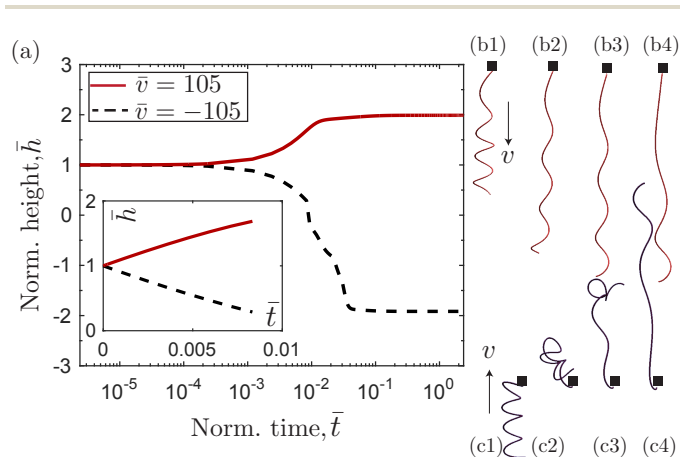 (a)
3
2
1
0
-1
-2
-3
Norm. height, h̄
v̄ = 105
v̄ = −105
2
1
0
h̄
t̄
0
0.005
0.01
10⁻⁵
10⁻⁴
10⁻³
10⁻²
10⁻¹
10⁰
Norm. time, t̄
(b1)
(b2)
(b3)
(b4)
v
v
(c1)
(c2)
(c3)
(c4)